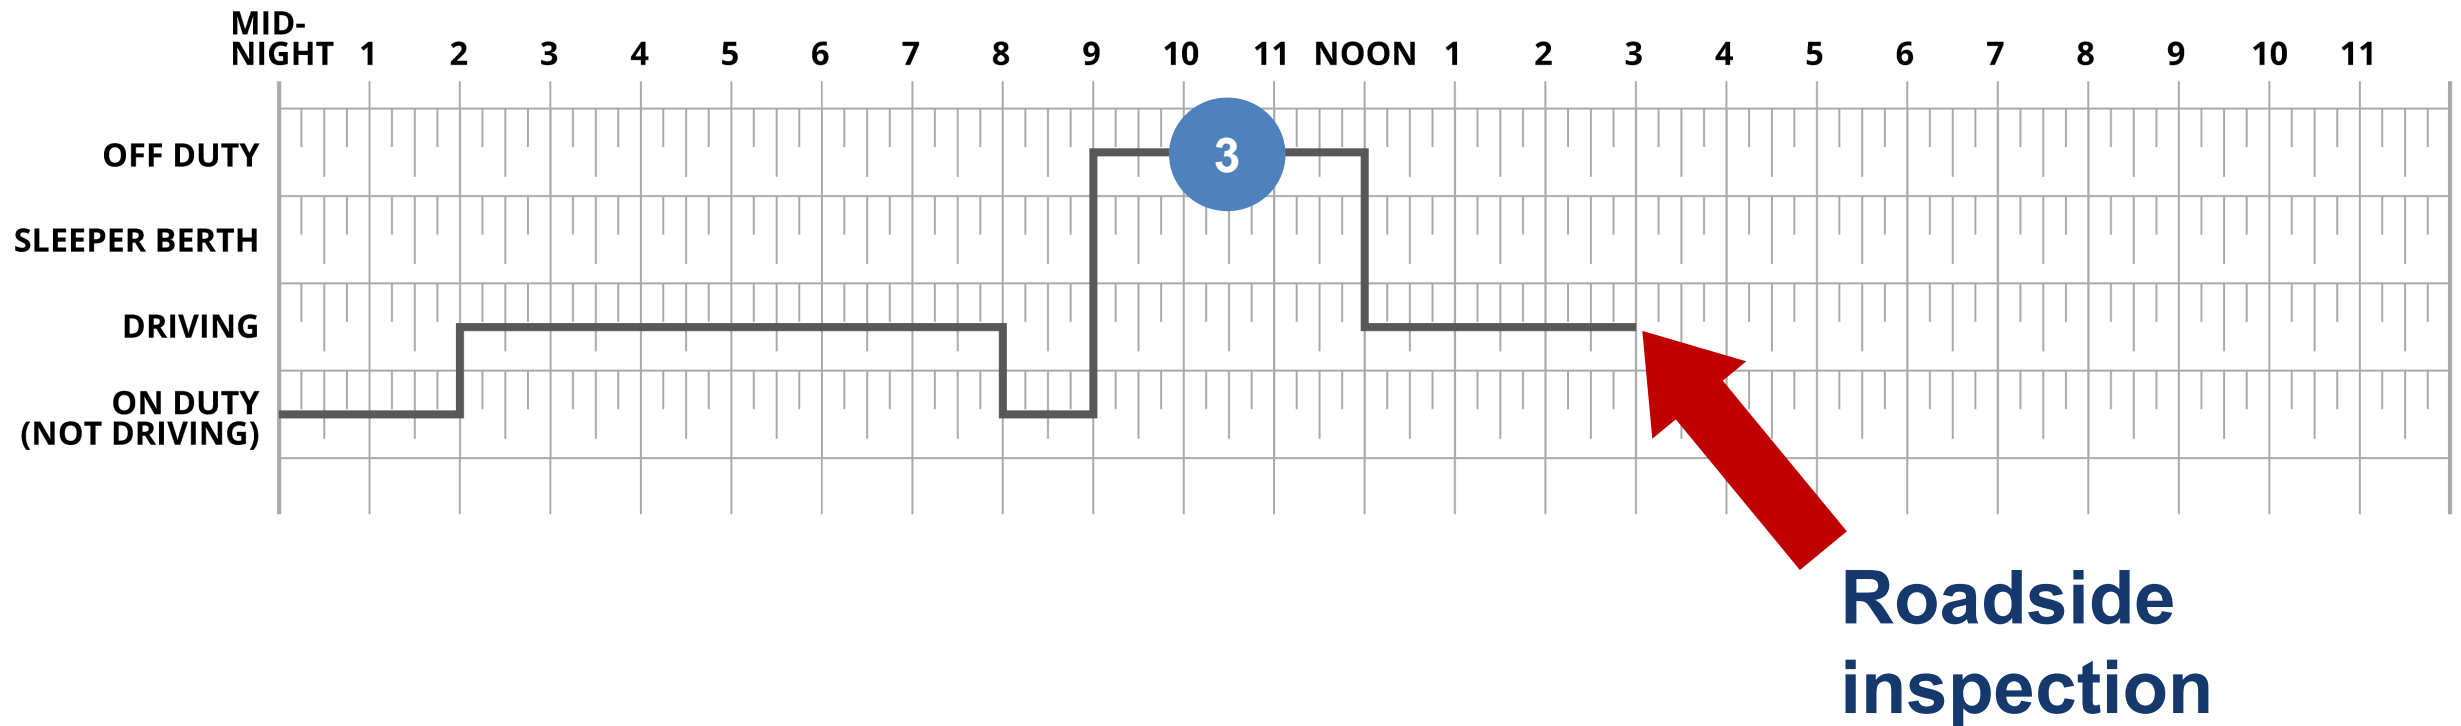 MID-
NIGHT 1 2 3 4 5 6 7 8 9 10 11 NOON 1 2 3 4 5 6 7 8 9 10 11
OFF DUTY
3
SLEEPER BERTH
DRIVING
ON DUTY
(NOT DRIVING)
Roadside
inspection